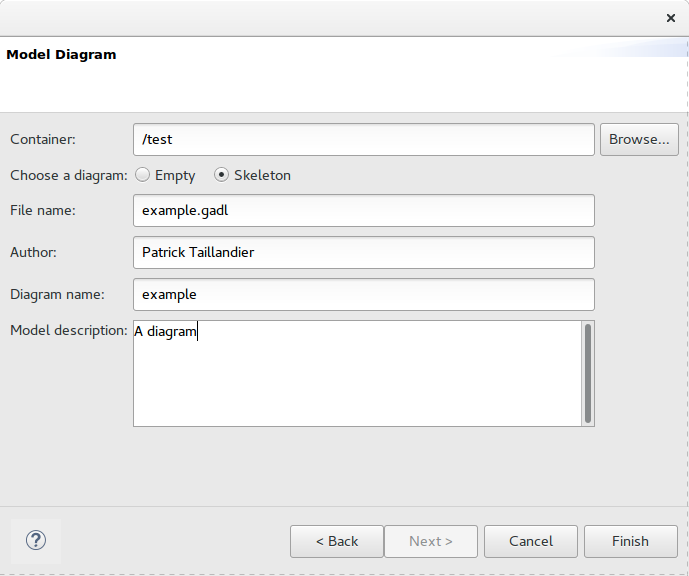 Model Diagram
Container: /test Browse...
Choose a diagram: Empty Skeleton
File name: example.gadl
Author: Patrick Taillandier
Diagram name: example
Model description: A diagram
? < Back Next > Cancel Finish